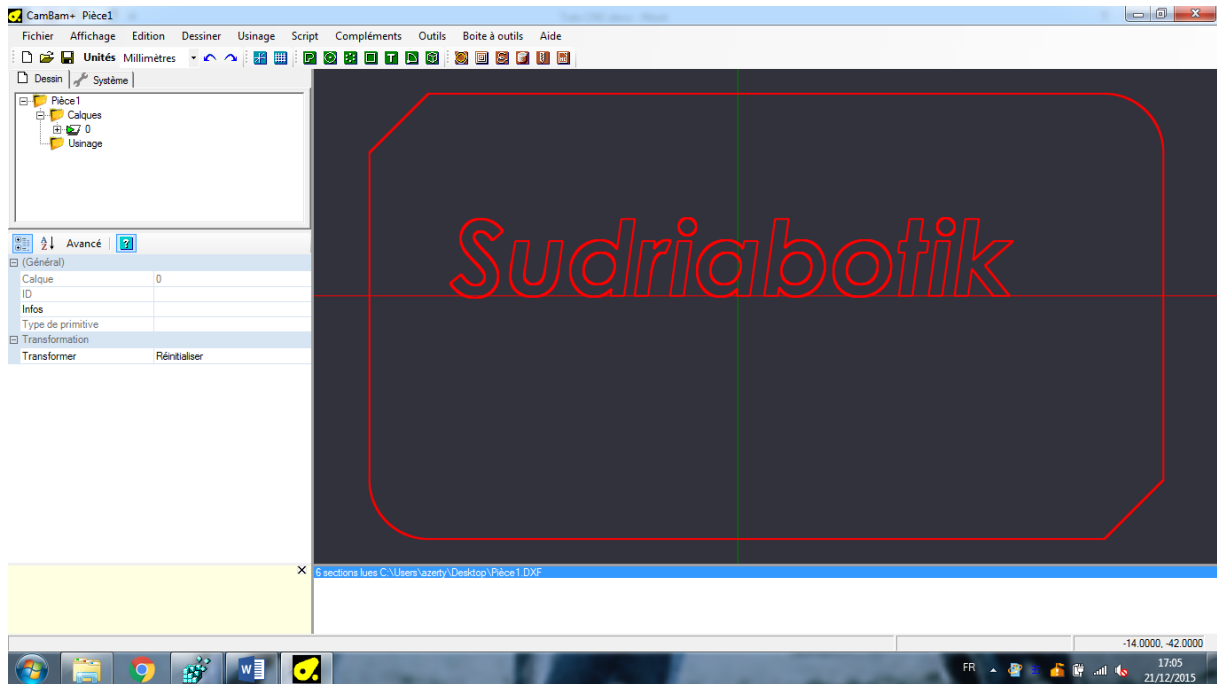 CamBam+ Pièce1
Fichier Affichage Edition Dessiner Usinage Script Compléments Outils Boite à outils Aide
Unités Millimètres
Dessin Système
Pièce1
Calques
0
Usinage
Avancé
(Général)
Calque 0
ID
Infos
Type de primitive
Transformation
Transformer Réinitialiser
Sudriabotik
6 sections lues C:\Users\azerty\Desktop\Pièce1.DXF
-14.0000, -42.0000
FR 17:05
21/12/2015